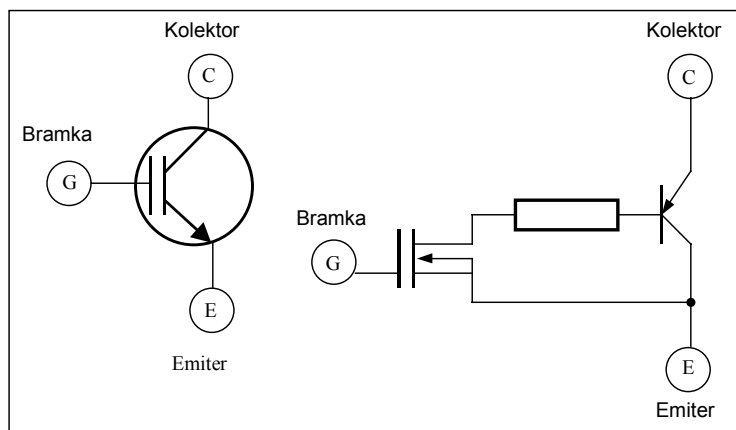 Kolektor
C
Bramka
G
E
Emiter
Kolektor
C
Bramka
G
E
Emiter